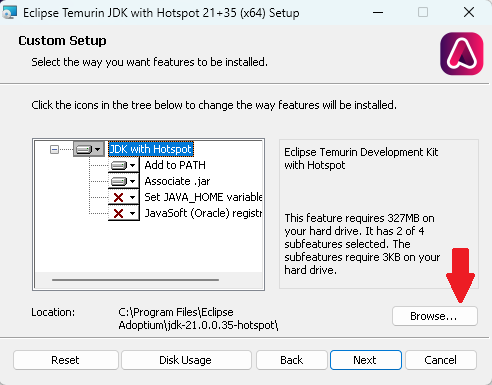 Eclipse Temurin JDK with Hotspot 21+35 (x64) Setup
Custom Setup
Select the way you want features to be installed.
Click the icons in the tree below to change the way features will be installed.
JDK with Hotspot
Add to PATH
Associate .jar
Set JAVA_HOME variable
JavaSoft (Oracle) registr
Eclipse Temurin Development Kit
with Hotspot
This feature requires 327MB on
your hard drive. It has 2 of 4
subfeatures selected. The
subfeatures require 3KB on your
hard drive.
Location:
C:\Program Files\Eclipse
Adoptium\jdk-21.0.0.35-hotspot\
Browse...
Reset
Disk Usage
Back
Next
Cancel